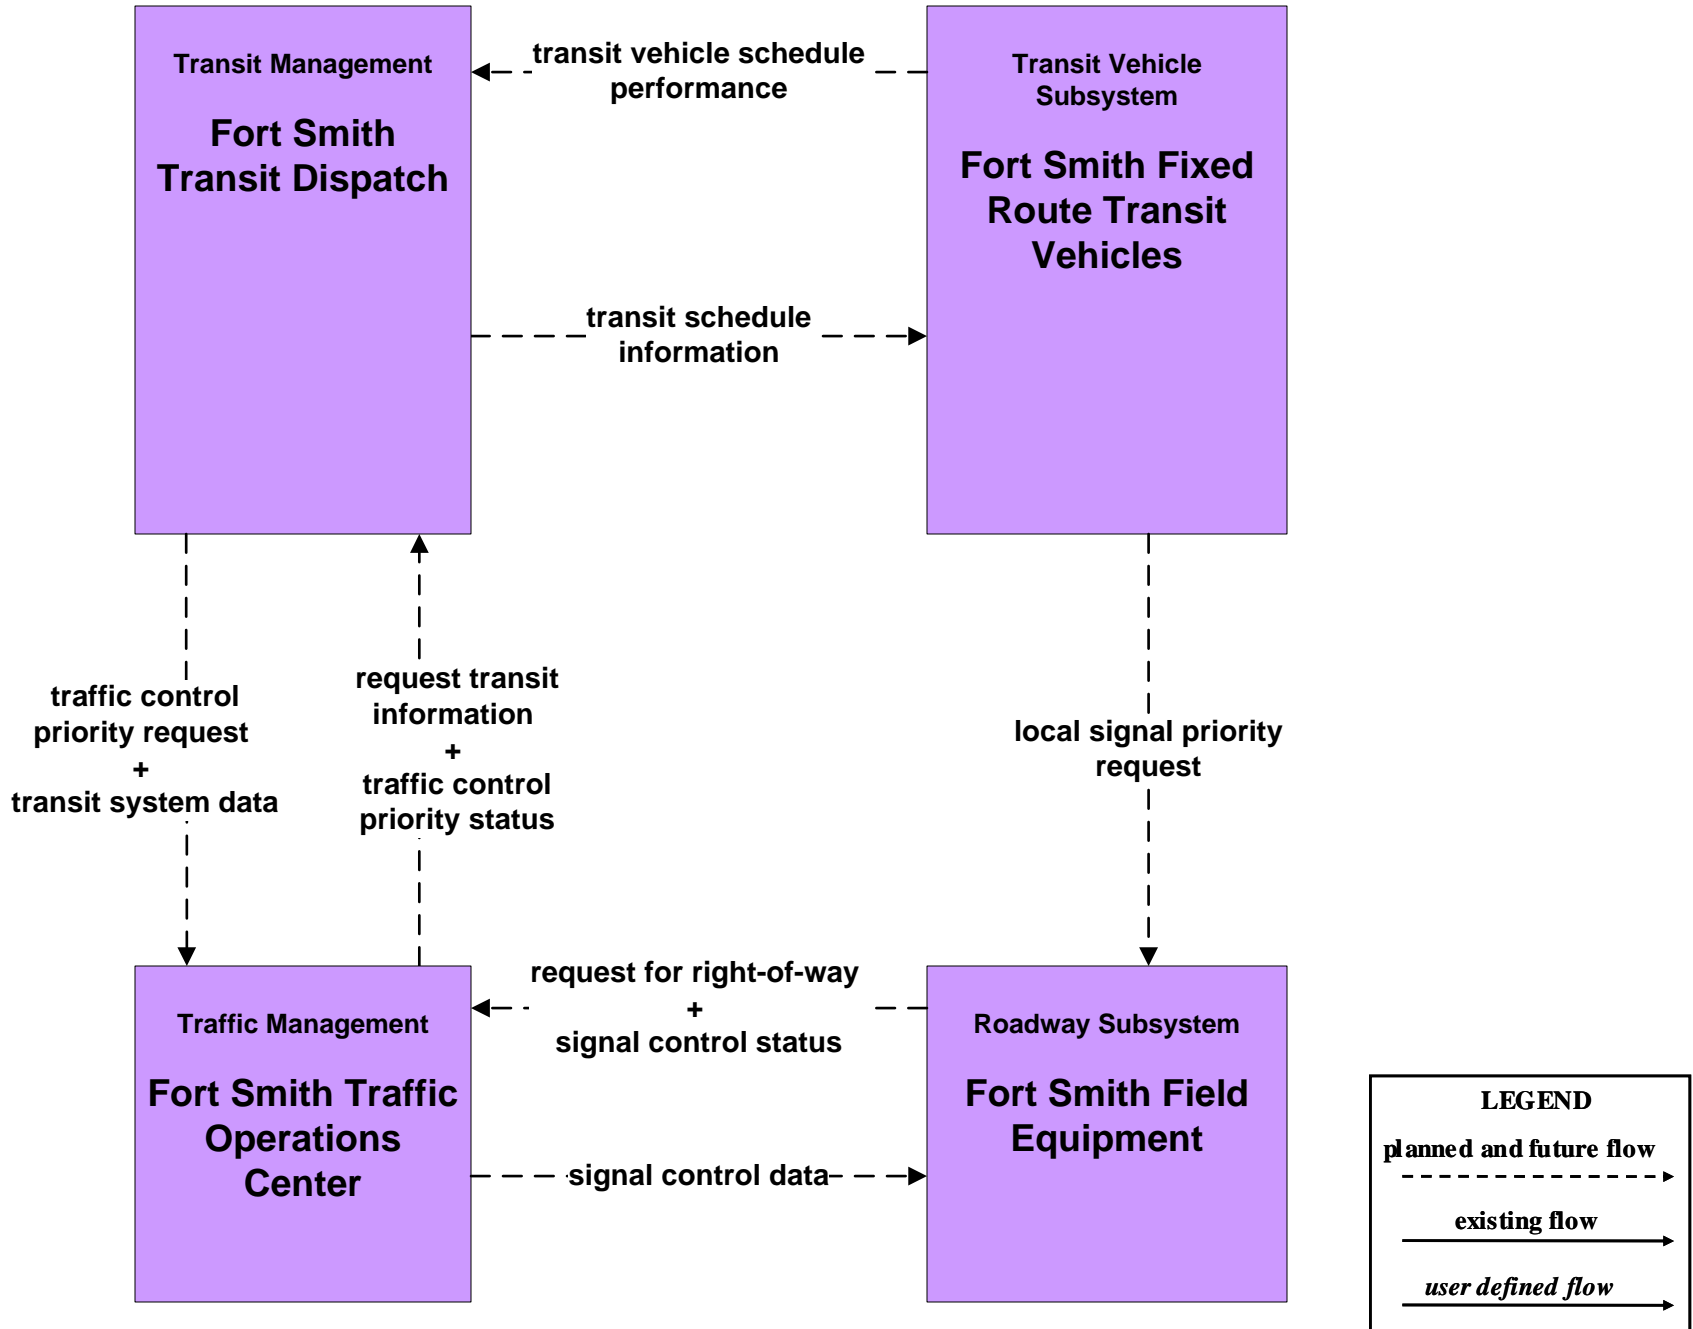 Transit Management
Fort Smith
Transit Dispatch
transit vehicle schedule
performance
Transit Vehicle
Subsystem
Fort Smith Fixed
Route Transit
Vehicles
transit schedule
information
traffic control
priority request
+
transit system data
request transit
information
+
traffic control
priority status
local signal priority
request
Traffic Management
Fort Smith Traffic
Operations
Center
request for right-of-way
+
signal control status
signal control data
Roadway Subsystem
Fort Smith Field
Equipment
LEGEND
planned and future flow
existing flow
user defined flow